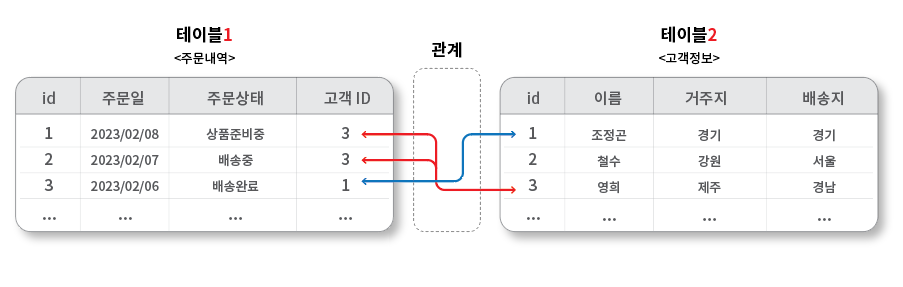 테이블1
<주문내역>
id 주문일 주문상태 고객 ID
1 2023/02/08 상품준비중 3
2 2023/02/07 배송중 3
3 2023/02/06 배송완료 1
... ... ... ...
관계
테이블2
<고객정보>
id 이름 거주지 배송지
1 조정곤 경기 경기
2 철수 강원 서울
3 영희 제주 경남
... ... ... ...